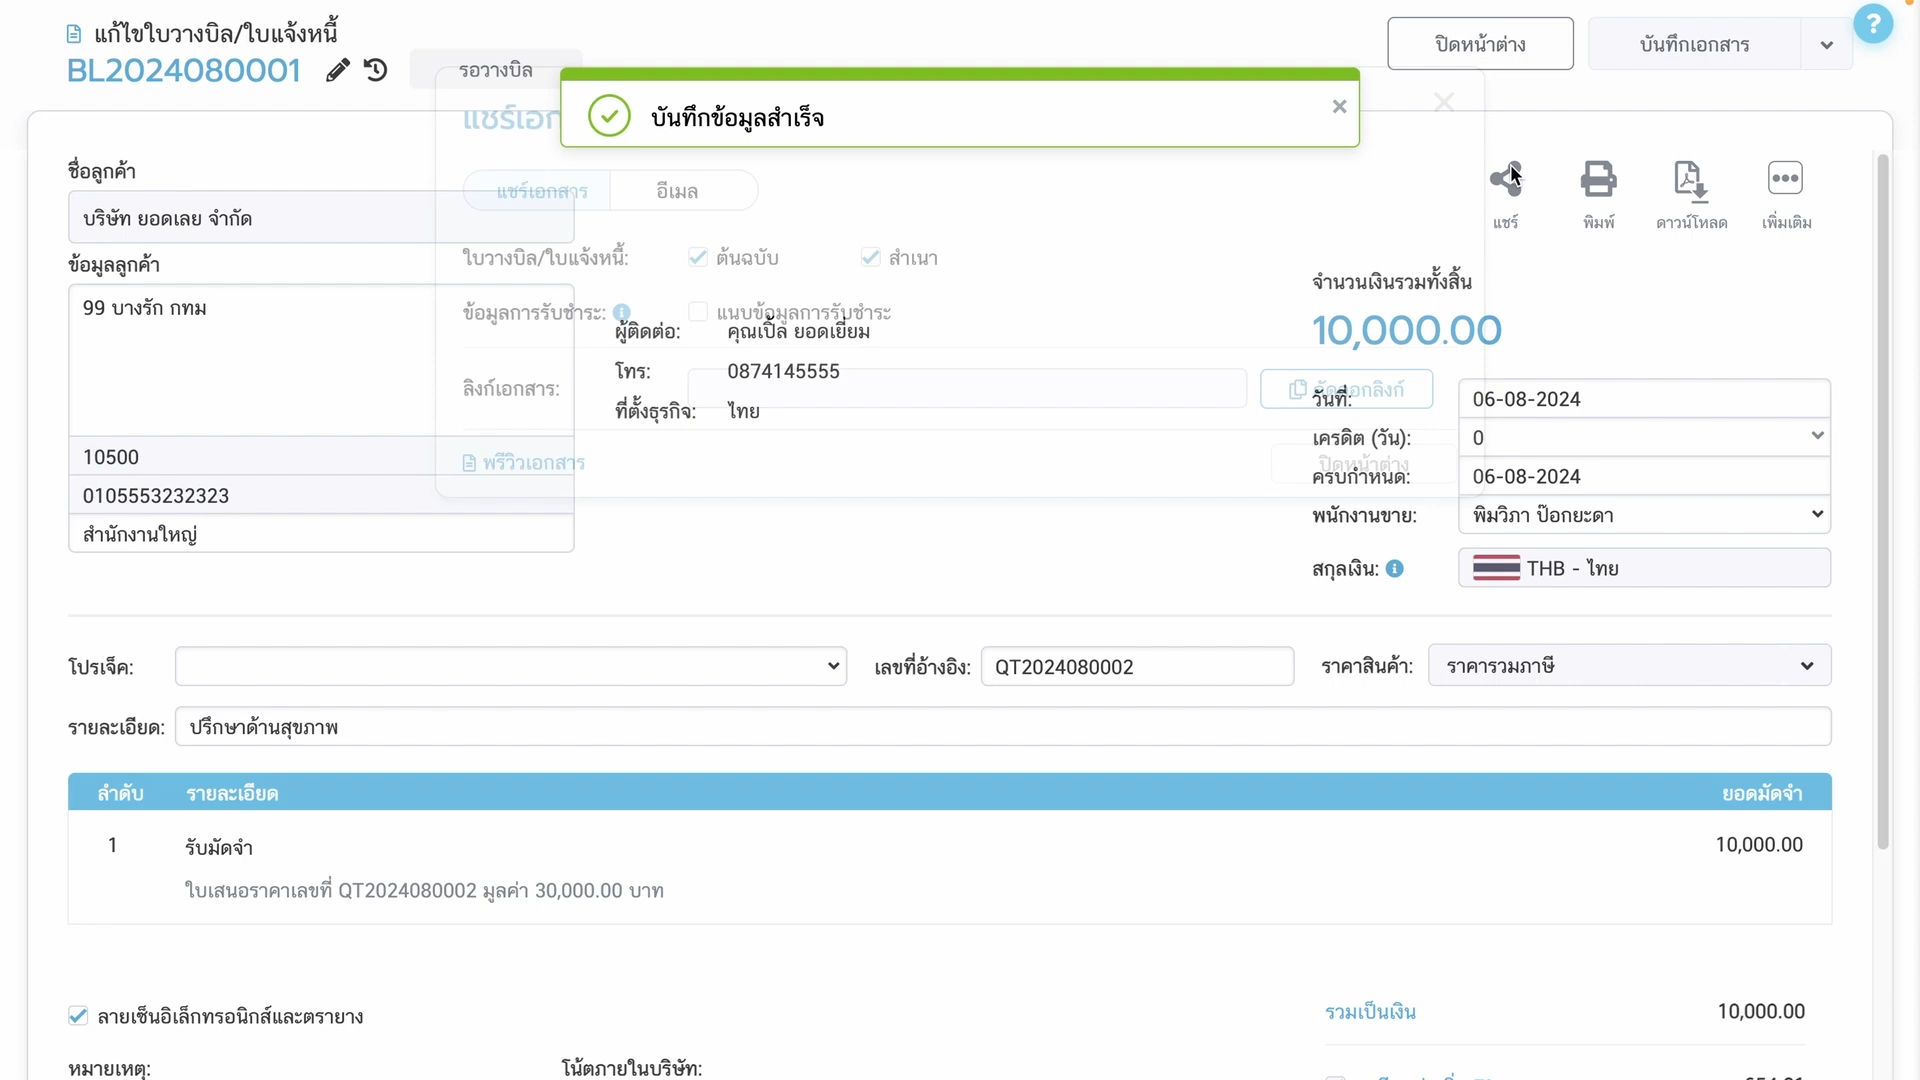 แก้ไขใบวางบิล/ใบแจ้งหนี้
BL2024080001
รอวางบิล
ปิดหน้าต่าง
บันทึกเอกสาร
?
บันทึกข้อมูลสำเร็จ
แชร์เอก
แชร์เอกสาร
อีเมล
แชร์
พิมพ์
ดาวน์โหลด
เพิ่มเติม
ชื่อลูกค้า
บริษัท ยอดเลย จำกัด
ข้อมูลลูกค้า
99 บางรัก กทม
10500
0105553232323
สำนักงานใหญ่
ใบวางบิล/ใบแจ้งหนี้:
ต้นฉบับ
สำเนา
ข้อมูลการรับชำระ:
แนบข้อมูลการรับชำระ
ผู้ติดต่อ: คุณเปิ้ล ยอดเยี่ยม
โทร: 0874145555
ลิงก์เอกสาร:
ที่ตั้งธุรกิจ: ไทย
พรีวิวเอกสาร
ปิดหน้าต่าง
จำนวนเงินรวมทั้งสิ้น
10,000.00
วันที่: 06-08-2024
เครดิต (วัน): 0
ครบกำหนด: 06-08-2024
พนักงานขาย: พิมวิภา ป๊อกยะดา
สกุลเงิน: THB - ไทย
โปรเจ็ค:
เลขที่อ้างอิง: QT2024080002
ราคาสินค้า: ราคารวมภาษี
รายละเอียด: ปรึกษาด้านสุขภาพ
ลำดับ รายละเอียด ยอดมัดจำ
1 รับมัดจำ 10,000.00
ใบเสนอราคาเลขที่ QT2024080002 มูลค่า 30,000.00 บาท
ลายเซ็นอิเล็กทรอนิกส์และตรายาง
รวมเป็นเงิน 10,000.00
หมายเหตุ:
โน้ตภายในบริษัท: